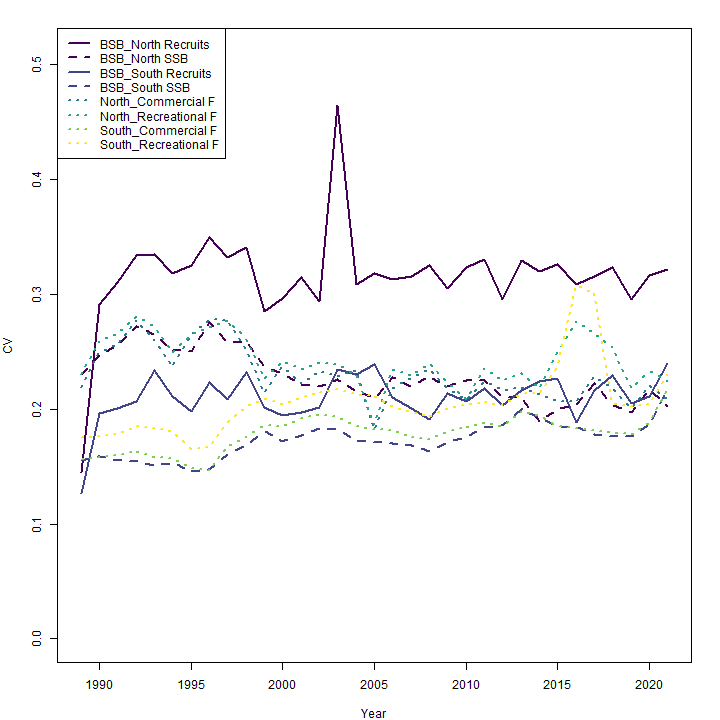 BSB_North Recruits
BSB_North SSB
BSB_South Recruits
BSB_South SSB
North_Commercial F
North_Recreational F
South_Commercial F
South_Recreational F
0.5
0.4
0.3
0.2
0.1
0.0
CV
1990 1995 2000 2005 2010 2015 2020
Year